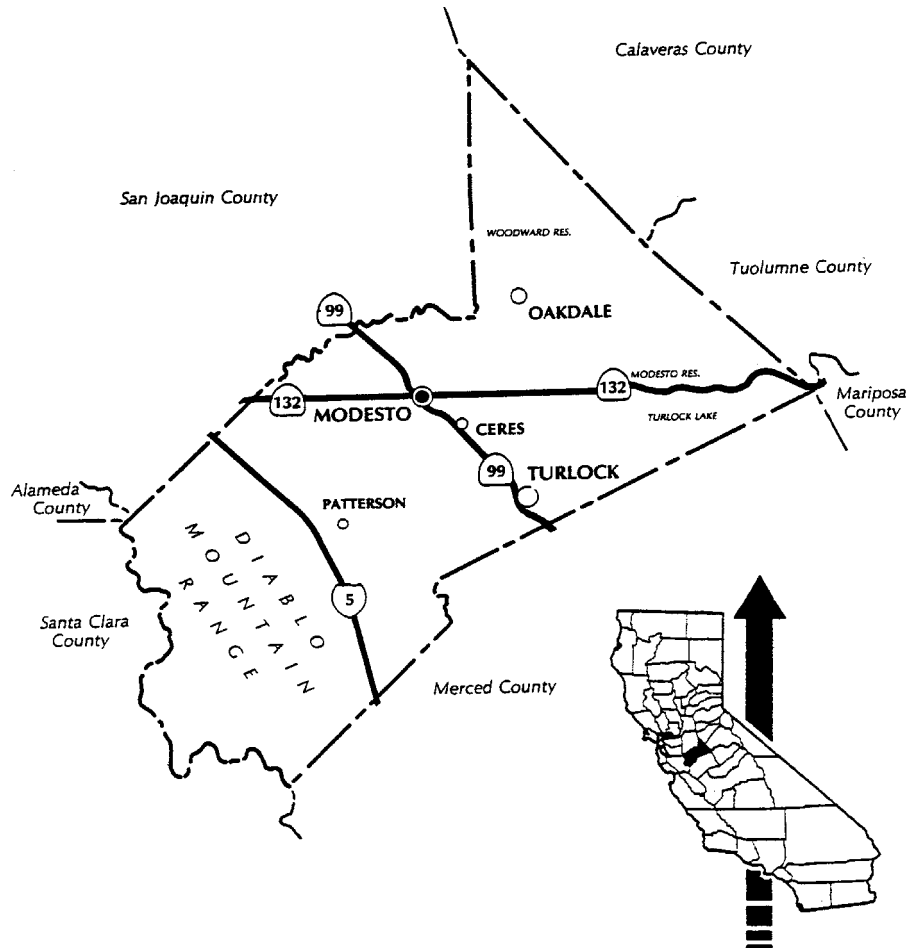 Calaveras County
San Joaquin County
WOODWARD RES.
Tuolumne County
99
OAKDALE
MODESTO RES.
132
132
Mariposa
County
MODESTO
TURLOCK LAKE
CERES
99
TURLOCK
Alameda
County
PATTERSON
DIABLO
MOUNTAIN
RANGE
5
Santa Clara
County
Merced County